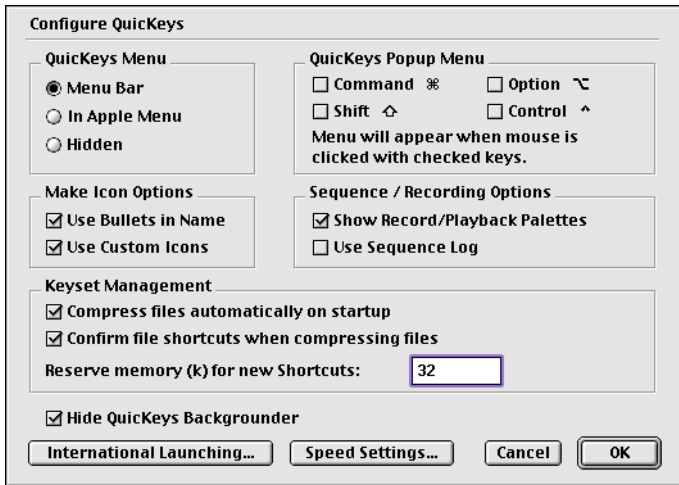 Configure QuicKeys
QuicKeys Menu
Menu Bar
In Apple Menu
Hidden
QuicKeys Popup Menu
Command ⌘
Option ⌥
Shift ⇧
Control ^
Menu will appear when mouse is
clicked with checked keys.
Make Icon Options
Use Bullets in Name
Use Custom Icons
Sequence / Recording Options
Show Record/Playback Palettes
Use Sequence Log
Keyset Management
Compress files automatically on startup
Confirm file shortcuts when compressing files
Reserve memory (k) for new Shortcuts: 32
Hide QuicKeys Backgrounder
International Launching...
Speed Settings...
Cancel
OK